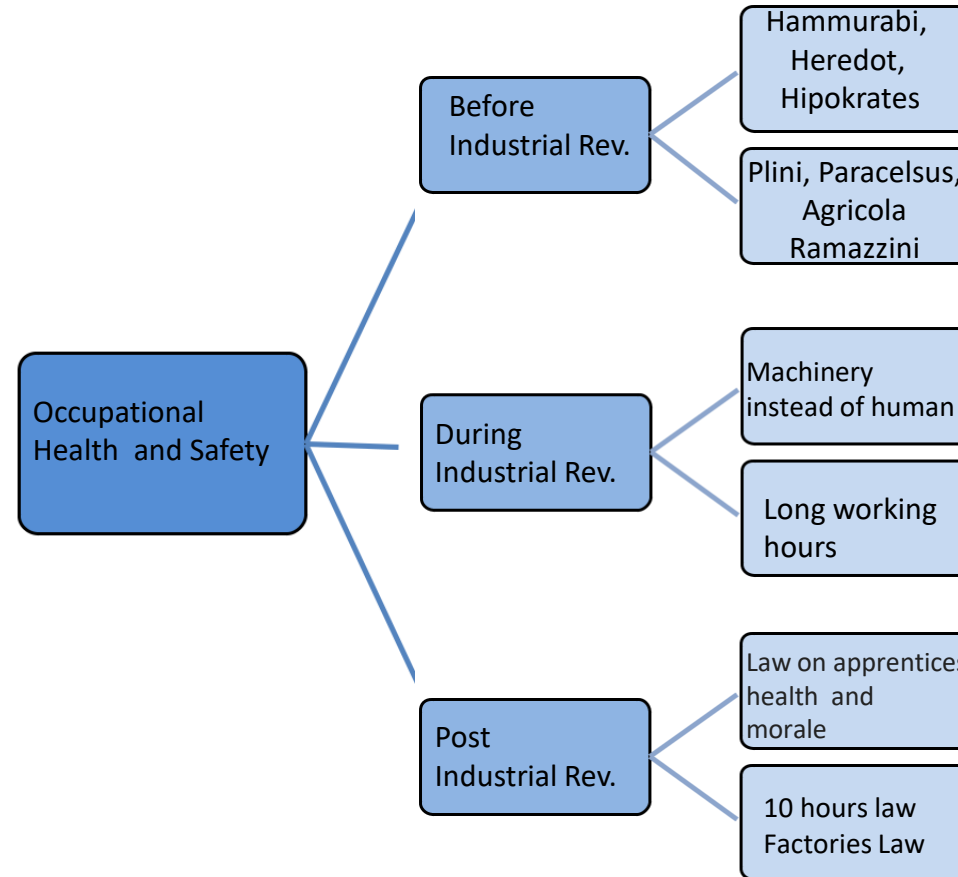 Occupational
Health and Safety
Before
Industrial Rev.
Hammurabi,
Heredot,
Hipokrates
Plini, Paracelsus,
Agricola
Ramazzini
During
Industrial Rev.
Machinery
instead of human
Long working
hours
Post
Industrial Rev.
Law on apprentices
health and
morale
10 hours law
Factories Law